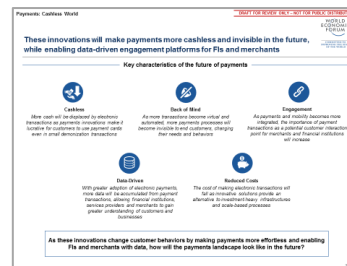 Payments: Cashless World
DRAFT FOR REVIEW ONLY – NOT FOR PUBLIC DISTRIBUTION
WORLD
ECONOMIC
FORUM
These innovations will make payments more cashless and invisible in the future,
while enabling data-driven engagement platforms for FIs and merchants
Key characteristics of the future of payments
Cashless
More cash will be displaced by electronic
transactions as payments innovations make it
lucrative for customers to use payment cards
even in small denomination transactions
Back of Mind
As more transactions become virtual and
automated, more payments processes will
become invisible to end customers, changing
their needs and behaviors
Engagement
As payments and mobility becomes more
integrated, the importance of payment
transactions as a potential customer interaction
point for merchants and financial institutions
will increase
Data-Driven
With greater adoption of electronic payments,
more data will be accumulated from payment
transactions, allowing financial institutions,
services providers and merchants to gain
greater understanding of customers and
businesses
Reduced Costs
The cost of making electronic transactions will
fall as innovative solutions provide an
alternative to investment-heavy infrastructures
and scale-based processes
As these innovations change customer behaviors by making payments more effortless and enabling
FIs and merchants with data, how will the payments landscape look like in the future?